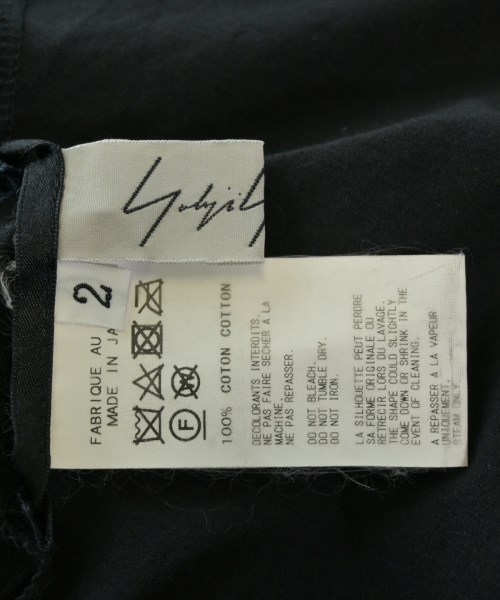 Yohji Y
2
FABRIQUE AU
MADE IN JA
F
100% COTON COTTON
DECOLORANTS INTERDITS.
NE PAS FAIRE SECHER A LA
MACHINE
NE PAS REPASSER.
DO NOT BLEACH.
DO NOT TUMBLE DRY.
DO NOT IRON.
LA SILHOUETTE PEUT PERDRE
SA FORME ORIGINALE OU
RETRECIR LORS DU LAVAGE.
THE SHAPE COULD SLIGHTLY
COME DOWN OR SHRINK IN THE
EVENT OF CLEANING.
A REPASSER A LA VAPEUR
UNIQUEMENT.
STEAM ONLY.